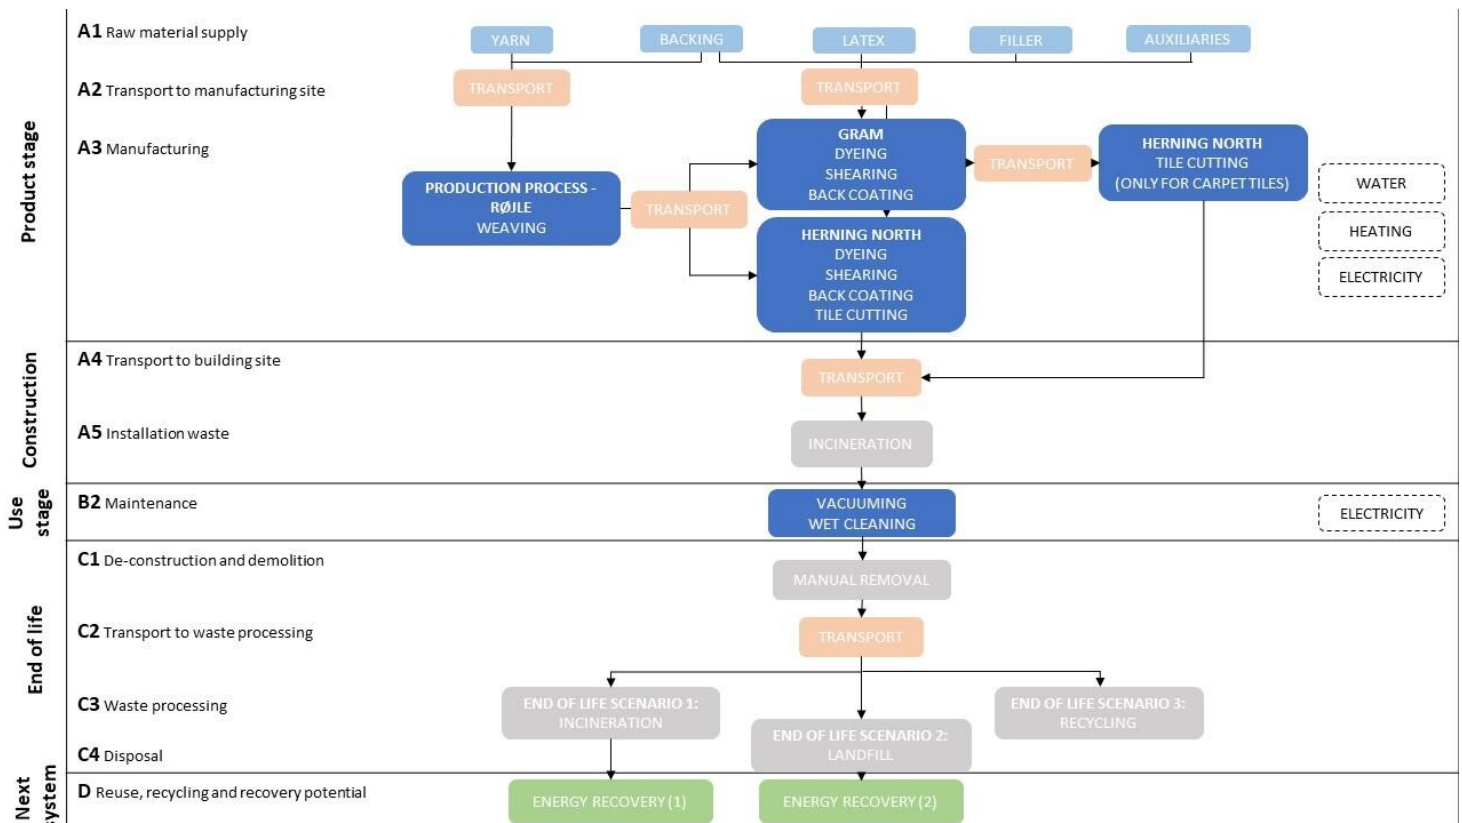 Product stage
A1 Raw material supply
YARN
BACKING
LATEX
FILLER
AUXILIARIES
A2 Transport to manufacturing site
TRANSPORT
TRANSPORT
A3 Manufacturing
PRODUCTION PROCESS -
RØJLE
WEAVING
TRANSPORT
GRAM
DYEING
SHEARING
BACK COATING
TRANSPORT
HERNING NORTH
TILE CUTTING
(ONLY FOR CARPET TILES)
HERNING NORTH
DYEING
SHEARING
BACK COATING
TILE CUTTING
WATER
HEATING
ELECTRICITY
Construction
A4 Transport to building site
TRANSPORT
A5 Installation waste
INCINERATION
Use
stage
B2 Maintenance
VACUUMING
WET CLEANING
ELECTRICITY
End of life
C1 De-construction and demolition
MANUAL REMOVAL
C2 Transport to waste processing
TRANSPORT
C3 Waste processing
END OF LIFE SCENARIO 1:
INCINERATION
END OF LIFE SCENARIO 3:
RECYCLING
C4 Disposal
END OF LIFE SCENARIO 2:
LANDFILL
Next
system
D Reuse, recycling and recovery potential
ENERGY RECOVERY (1)
ENERGY RECOVERY (2)